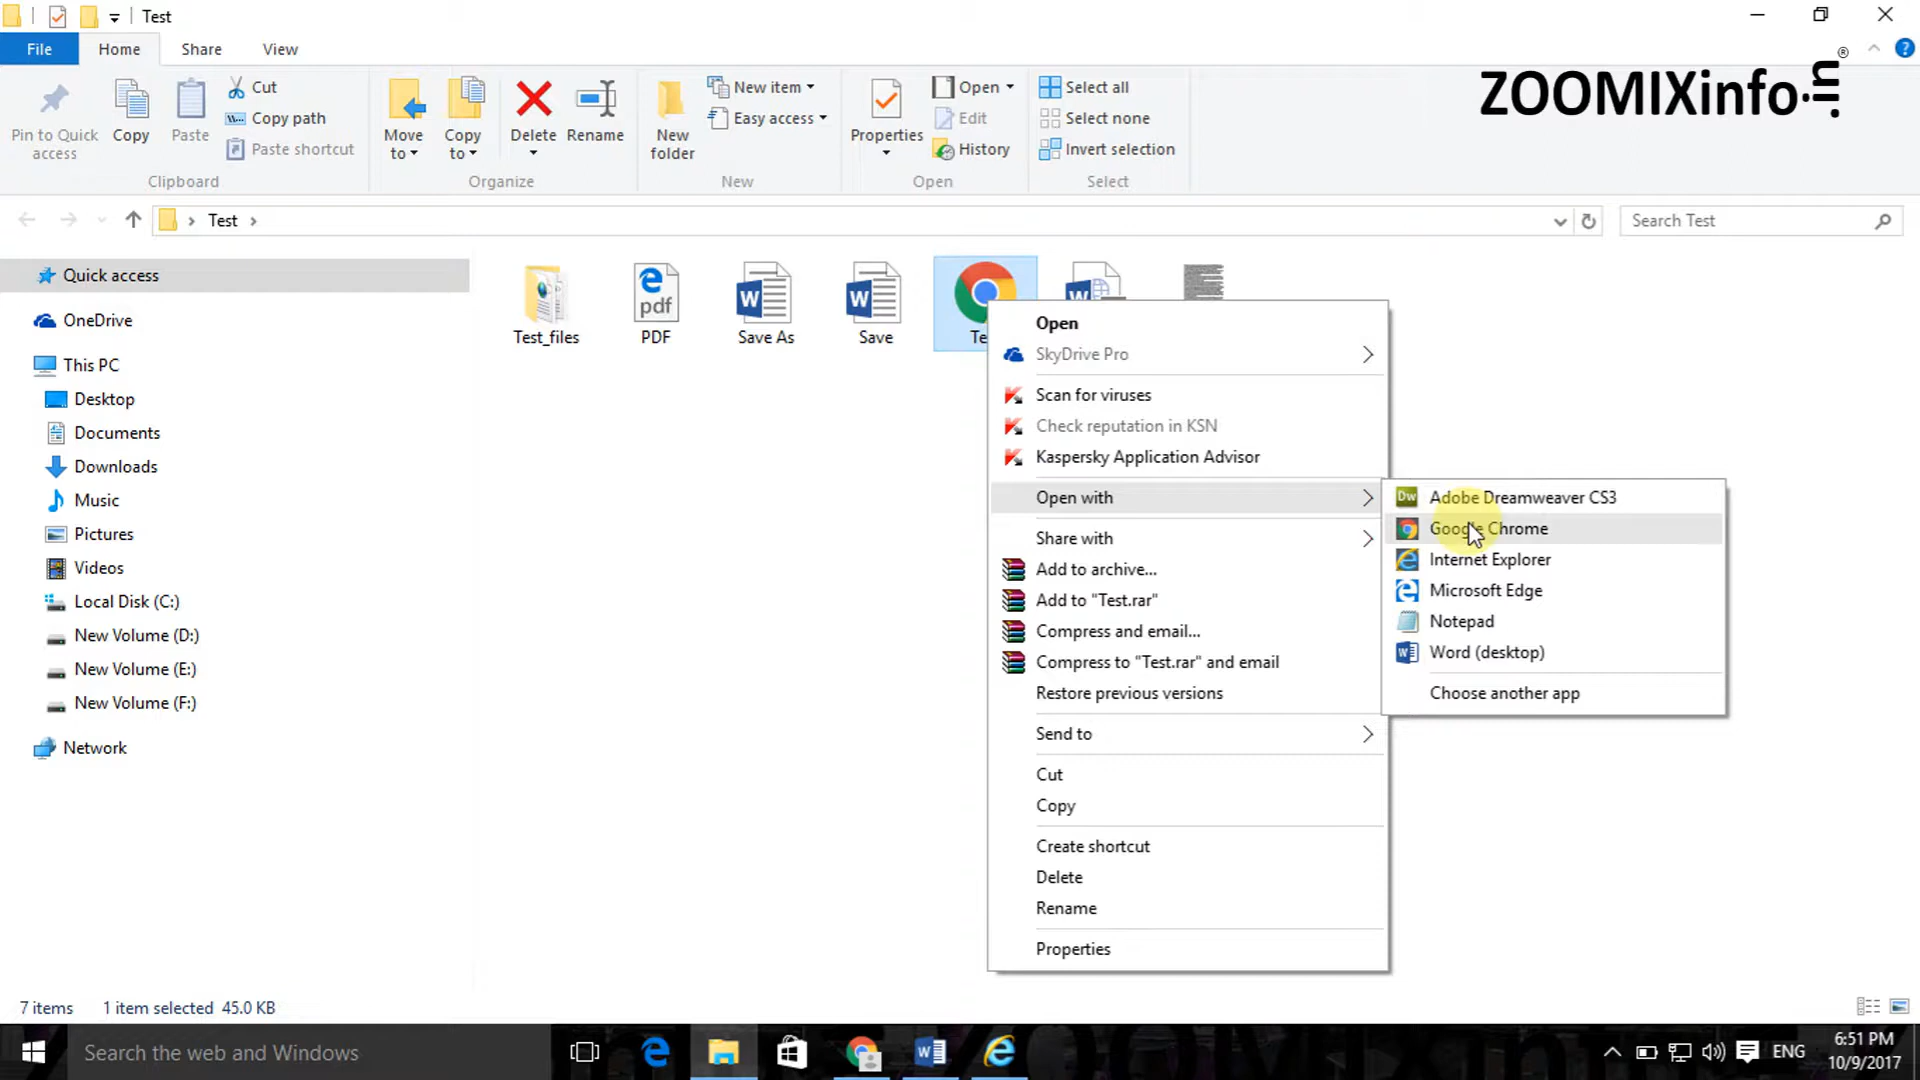 Test
File Home Share View
ZOOMIXinfo.in ®
Pin to Quick access
Copy
Paste
Cut
Copy path
Paste shortcut
Clipboard
Move to
Copy to
Delete
Rename
Organize
New folder
New item
Easy access
New
Properties
Open
Edit
History
Open
Select all
Select none
Invert selection
Select
Test
Search Test
Quick access
OneDrive
This PC
Desktop
Documents
Downloads
Music
Pictures
Videos
Local Disk (C:)
New Volume (D:)
New Volume (E:)
New Volume (F:)
Network
Test_files
pdf
PDF
Save As
Save
Te
Open
SkyDrive Pro
Scan for viruses
Check reputation in KSN
Kaspersky Application Advisor
Open with
Share with
Add to archive...
Add to "Test.rar"
Compress and email...
Compress to "Test.rar" and email
Restore previous versions
Send to
Cut
Copy
Create shortcut
Delete
Rename
Properties
Dw Adobe Dreamweaver CS3
Google Chrome
Internet Explorer
Microsoft Edge
Notepad
Word (desktop)
Choose another app
7 items 1 item selected 45.0 KB
Search the web and Windows
ENG
6:51 PM
10/9/2017